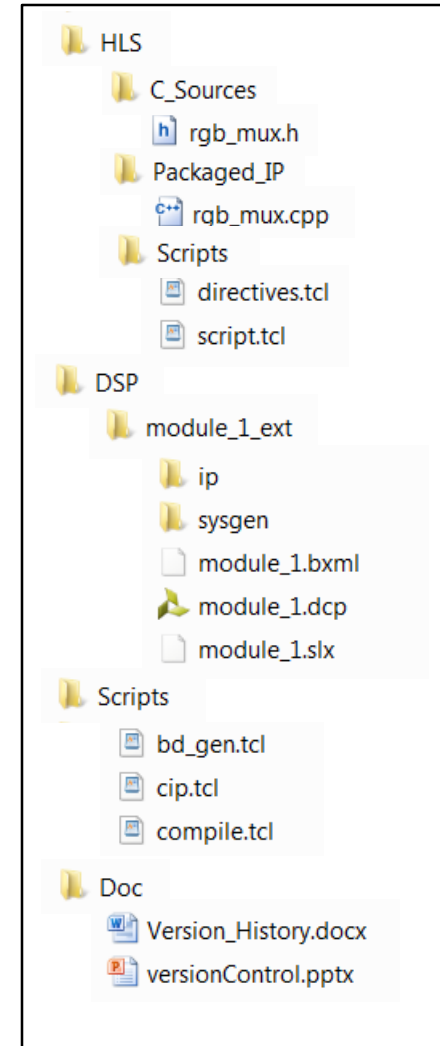 HLS
C_Sources
rgb_mux.h
Packaged_IP
rgb_mux.cpp
Scripts
directives.tcl
script.tcl
DSP
module_1_ext
ip
sysgen
module_1.bxml
module_1.dcp
module_1.slx
Scripts
bd_gen.tcl
cip.tcl
compile.tcl
Doc
Version_History.docx
versionControl.pptx